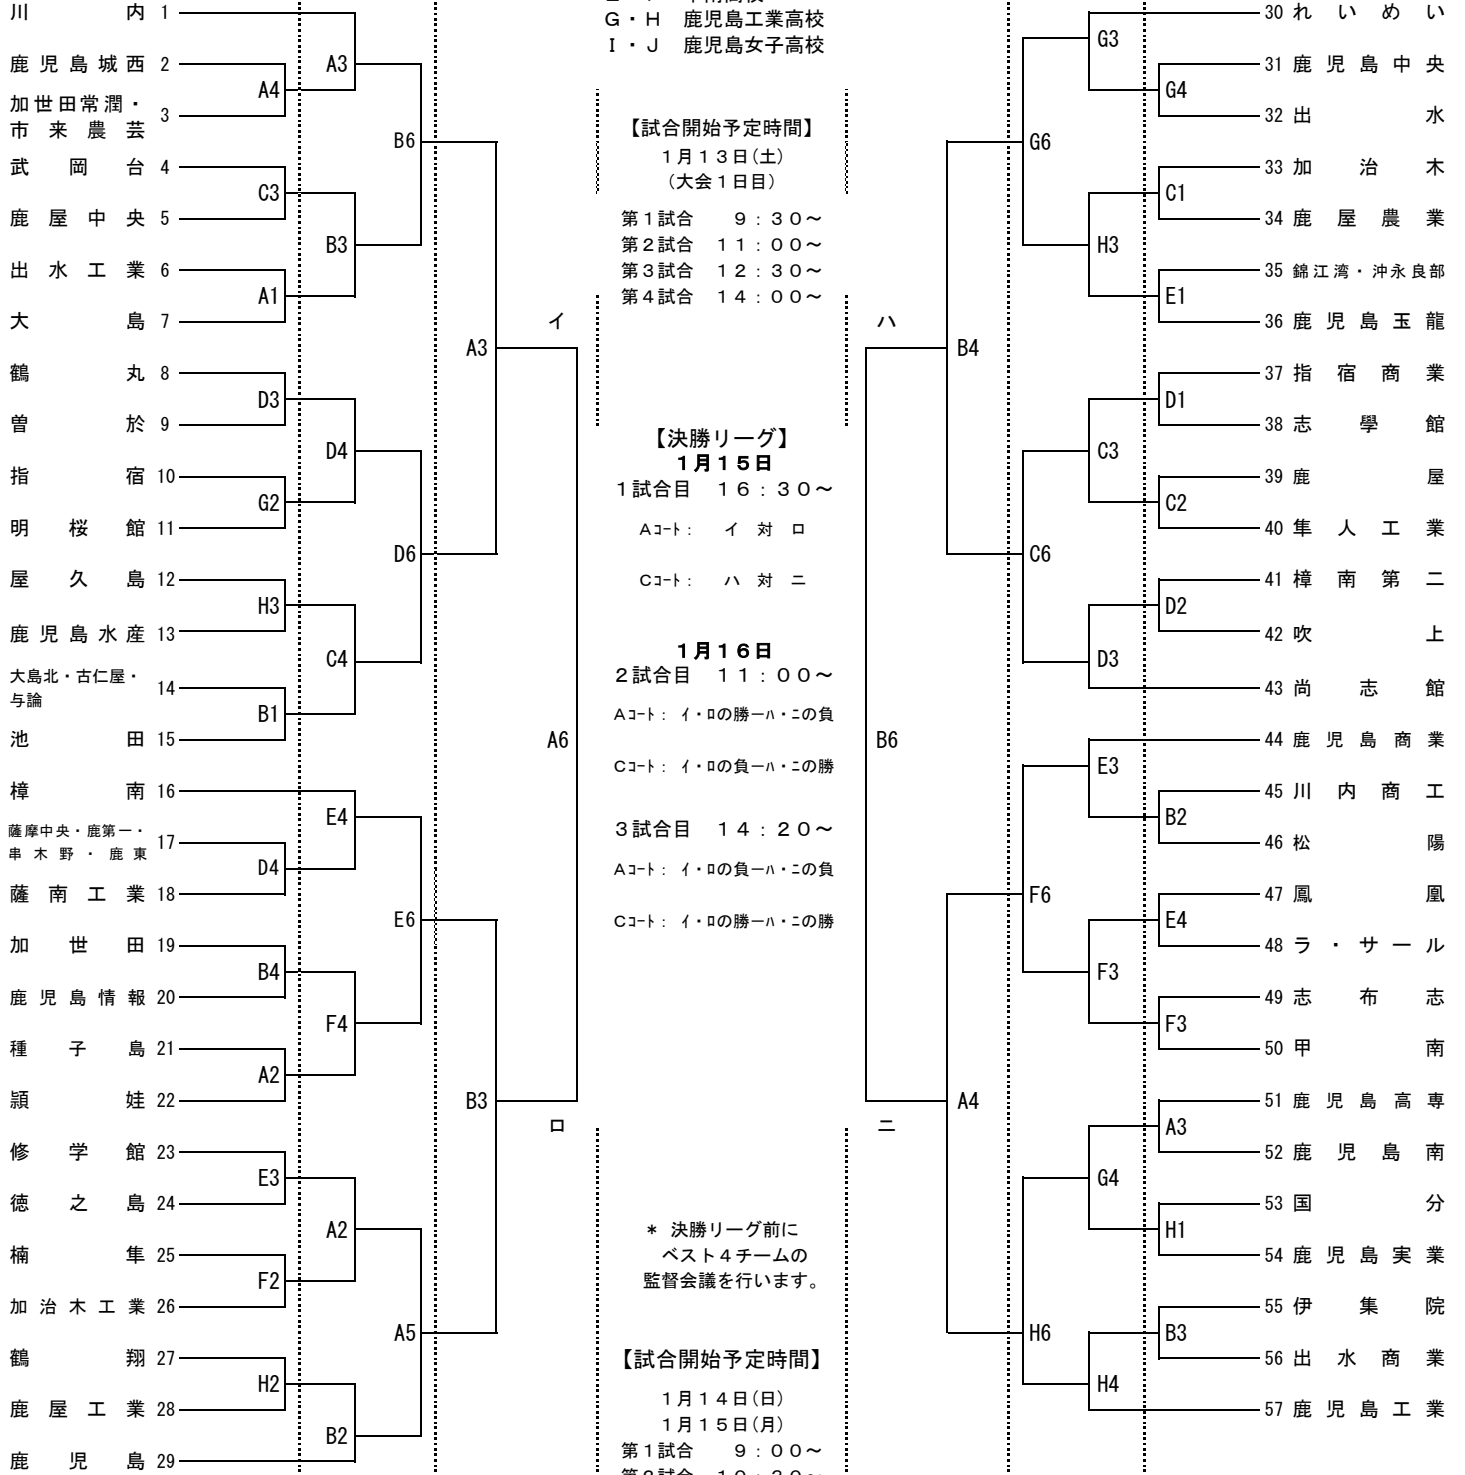 川内 1
鹿児島城西 2
加世田常潤・
市来農芸 3
武岡台 4
鹿屋中央 5
出水工業 6
大島 7
鶴丸 8
曽於 9
指宿 10
明桜館 11
屋久島 12
鹿児島水産 13
大島北・古仁屋・
与論 14
池田 15
樟南 16
薩摩中央・鹿第一・
串木野・鹿東 17
薩南工業 18
加世田 19
鹿児島情報 20
種子島 21
頴娃 22
修学館 23
徳之島 24
楠隼 25
加治木工業 26
鶴翔 27
鹿屋工業 28
鹿児島 29
A4
C3
A1
D3
G2
H3
B1
D4
B4
A2
E3
F2
H2
A3
B3
D4
C4
E4
F4
A2
B2
B6
D6
E6
A5
A3
B3
イ
A6
ロ
G・H 鹿児島工業高校
I・J 鹿児島女子高校
【試合開始予定時間】
1月13日(土)
(大会1日目)
第1試合 9:30～
第2試合 11:00～
第3試合 12:30～
第4試合 14:00～
【決勝リーグ】
1月15日
1試合目 16:30～
Aコート: イ 対 ロ
Cコート: ハ 対 ニ
1月16日
2試合目 11:00～
Aコート: イ・ロの勝ーハ・ニの負
Cコート: イ・ロの負ーハ・ニの勝
3試合目 14:20～
Aコート: イ・ロの負ーハ・ニの負
Cコート: イ・ロの勝ーハ・ニの勝
* 決勝リーグ前に
ベスト4チームの
監督会議を行います。
【試合開始予定時間】
1月14日(日)
1月15日(月)
第1試合 9:00～
ハ
B6
ニ
B4
A4
G6
C6
F6
H6
G3
H3
C3
D3
E3
F3
G4
H4
G4
C1
E1
D1
C2
D2
B2
E4
F3
A3
H1
B3
30 れいめい
31 鹿児島中央
32 出水
33 加治木
34 鹿屋農業
35 錦江湾・沖永良部
36 鹿児島玉龍
37 指宿商業
38 志學館
39 鹿屋
40 隼人工業
41 樟南第二
42 吹上
43 尚志館
44 鹿児島商業
45 川内商工
46 松陽
47 鳳凰
48 ラ・サール
49 志布志
50 甲南
51 鹿児島高専
52 鹿児島南
53 国分
54 鹿児島実業
55 伊集院
56 出水商業
57 鹿児島工業